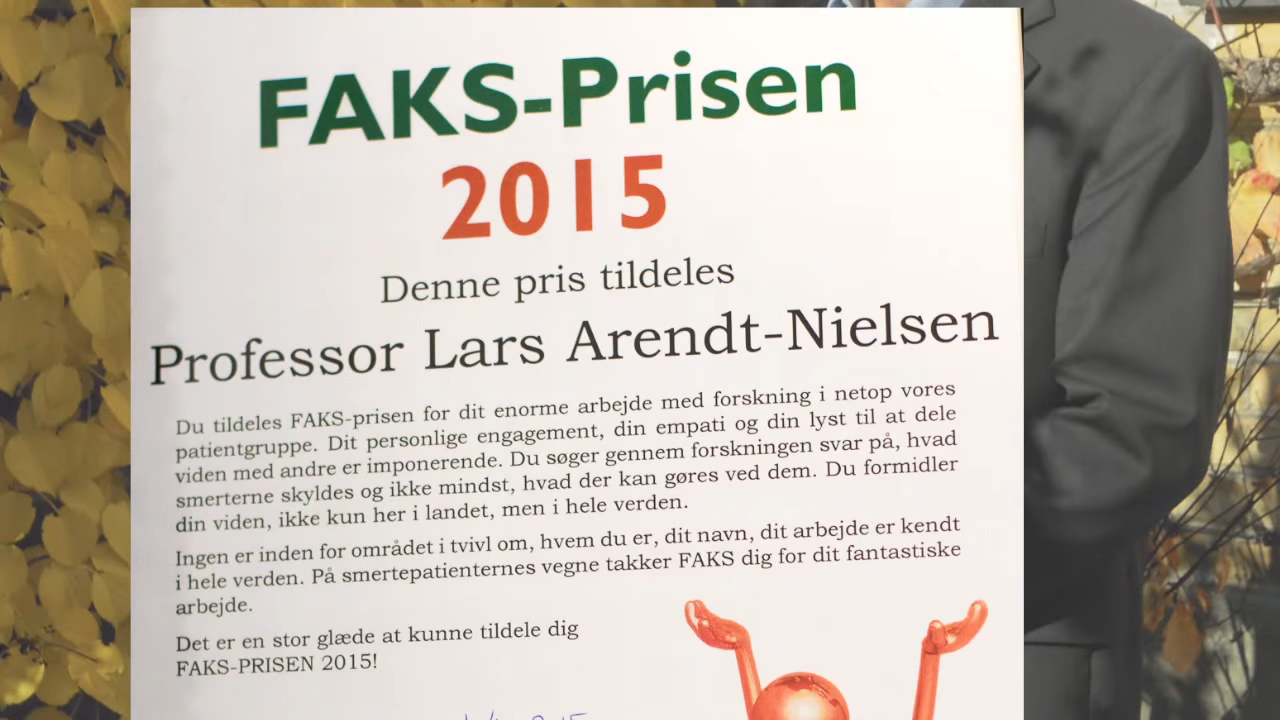 FAKS-Prisen
2015
Denne pris tildeles
Professor Lars Arendt-Nielsen
Du tildeles FAKS-prisen for dit enorme arbejde med forskning i netop vores
patientgruppe. Dit personlige engagement, din empati og din lyst til at dele
viden med andre er imponerende. Du søger gennem forskningen svar på, hvad
smerterne skyldes og ikke mindst, hvad der kan gøres ved dem. Du formidler
din viden, ikke kun her i landet, men i hele verden.
Ingen er inden for området i tvivl om, hvem du er, dit navn, dit arbejde er kendt
i hele verden. På smertepatienternes vegne takker FAKS dig for dit fantastiske
arbejde.
Det er en stor glæde at kunne tildele dig
FAKS-PRISEN 2015!